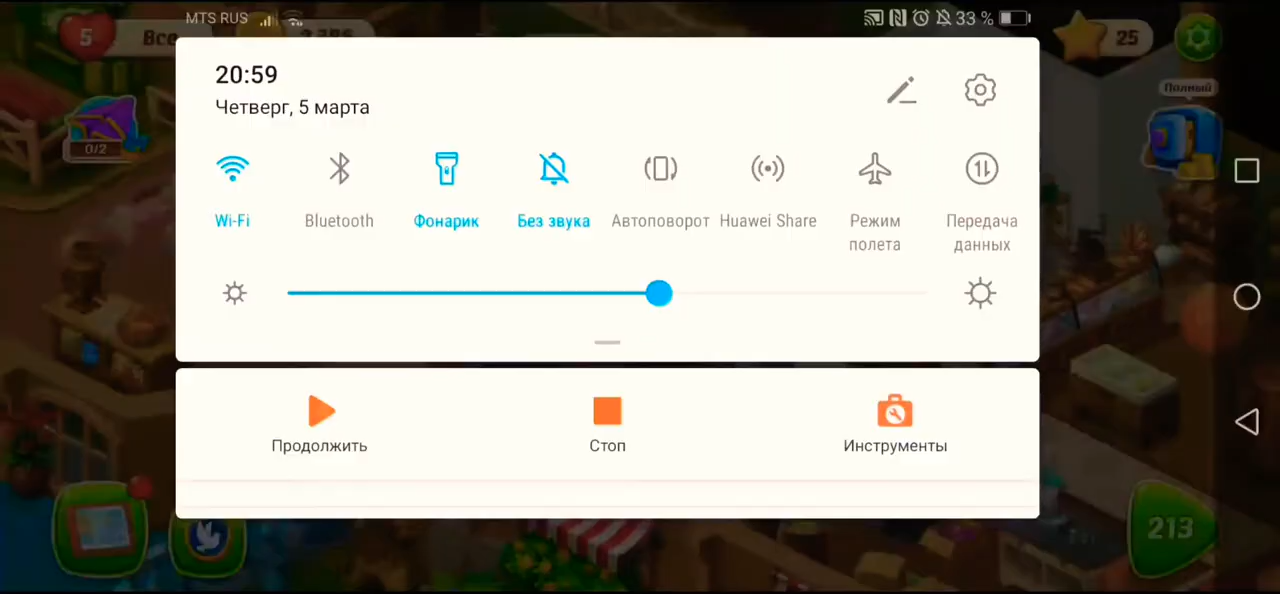 MTS RUS
33 %
5
Все
25
20:59
Четверг, 5 марта
Полный
0/2
Wi-Fi
Bluetooth
Фонарик
Без звука
Автоповорот
Huawei Share
Режим
полета
Передача
данных
Продолжить
Стоп
Инструменты
213